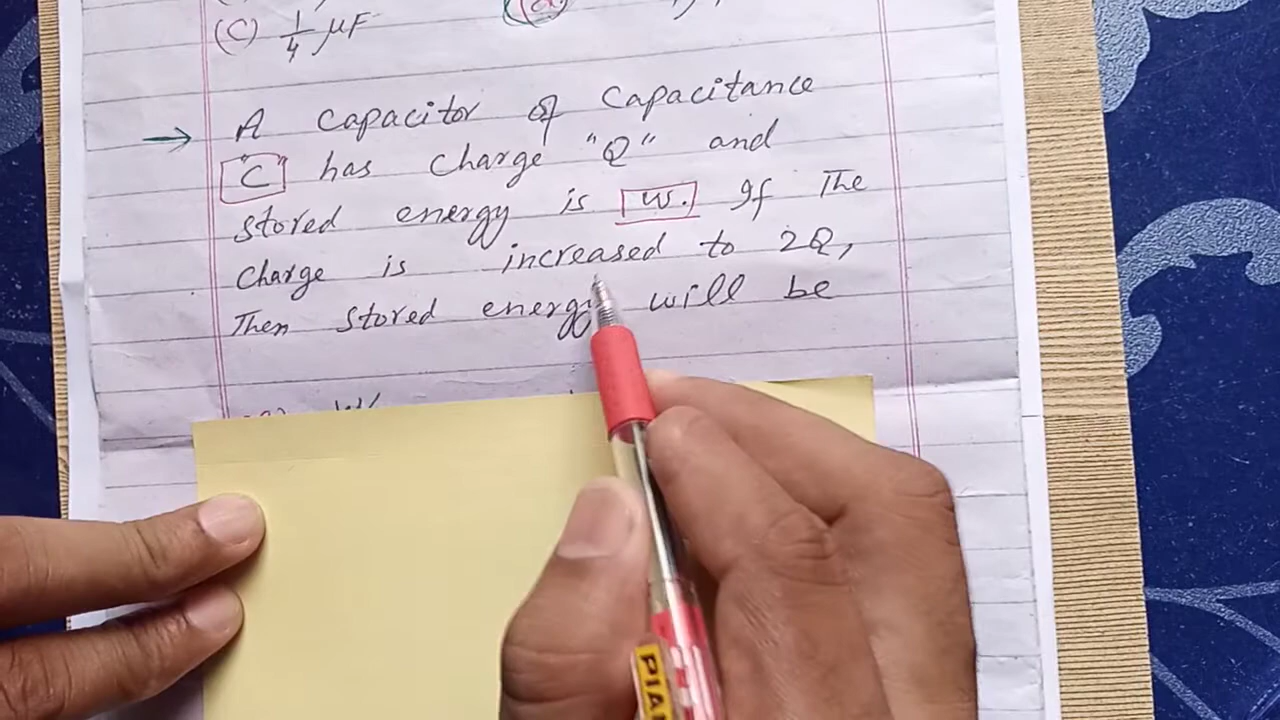 (C) 1/4 μF
→ A capacitor of capacitance
"C" has charge "Q" and
stored energy is W. If The
charge is increased to 2Q,
Then stored energy will be
PIA